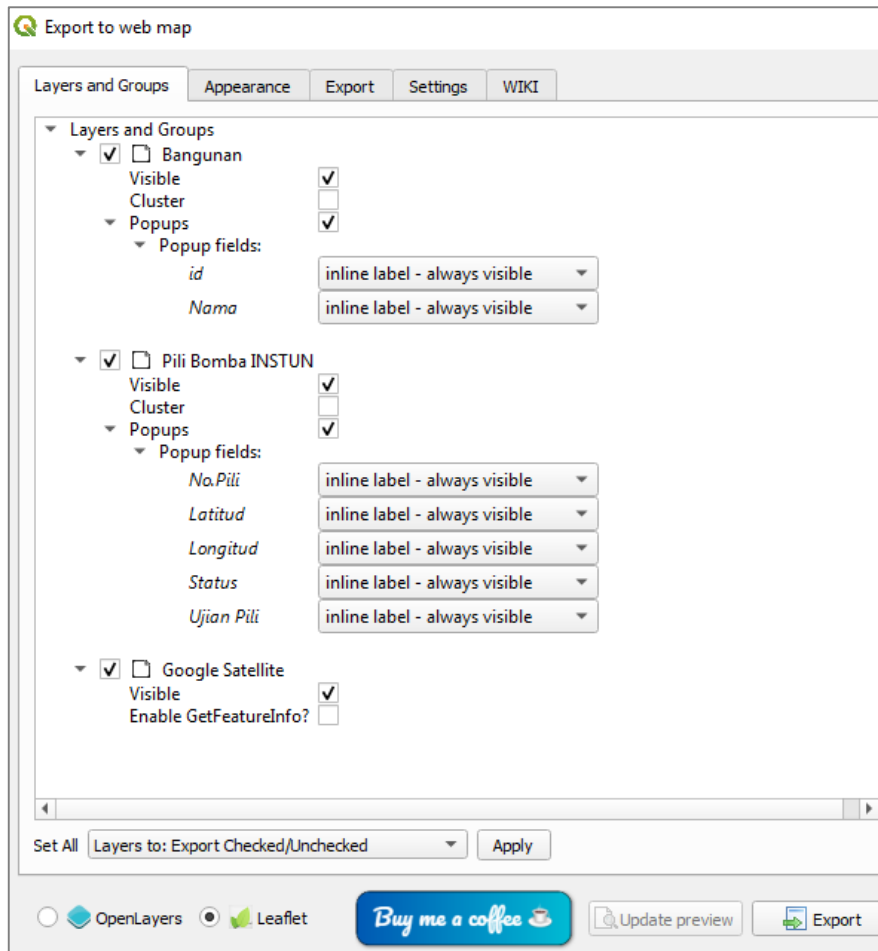 Export to web map
Layers and Groups Appearance Export Settings WIKI
Layers and Groups
Bangunan
Visible
Cluster
Popups
Popup fields:
id inline label - always visible
Nama inline label - always visible
Pili Bomba INSTUN
Visible
Cluster
Popups
Popup fields:
No.Pili inline label - always visible
Latitud inline label - always visible
Longitud inline label - always visible
Status inline label - always visible
Ujian Pili inline label - always visible
Google Satellite
Visible
Enable GetFeatureInfo?
Set All Layers to: Export Checked/Unchecked Apply
OpenLayers Leaflet Buy me a coffee Update preview Export